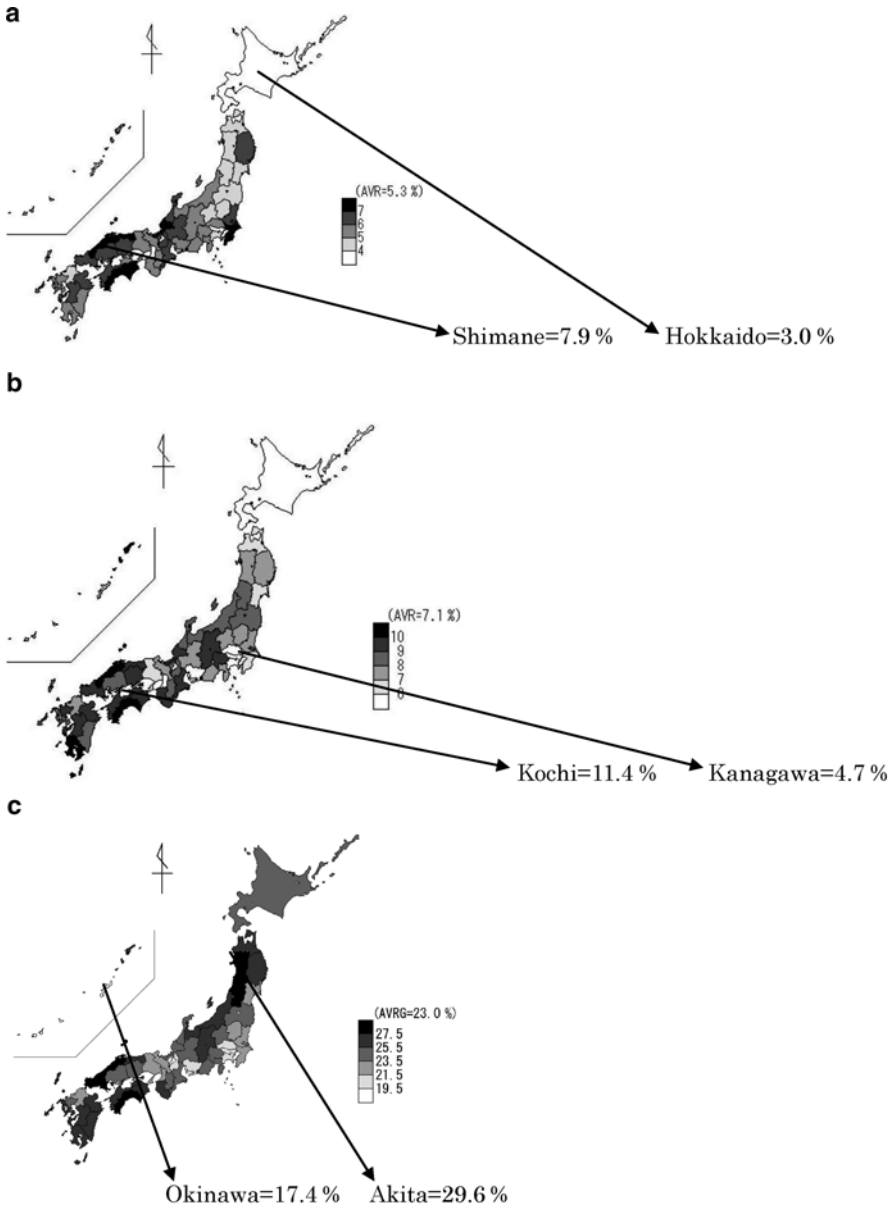 a
(AVR=5.3 %)
7
6
5
4
Shimane=7.9 % Hokkaido=3.0 %
b
(AVR=7.1 %)
10
9
8
7
6
Kochi=11.4 % Kanagawa=4.7 %
c
(AVRG=23.0 %)
27.5
25.5
23.5
21.5
19.5
Okinawa=17.4 % Akita=29.6 %